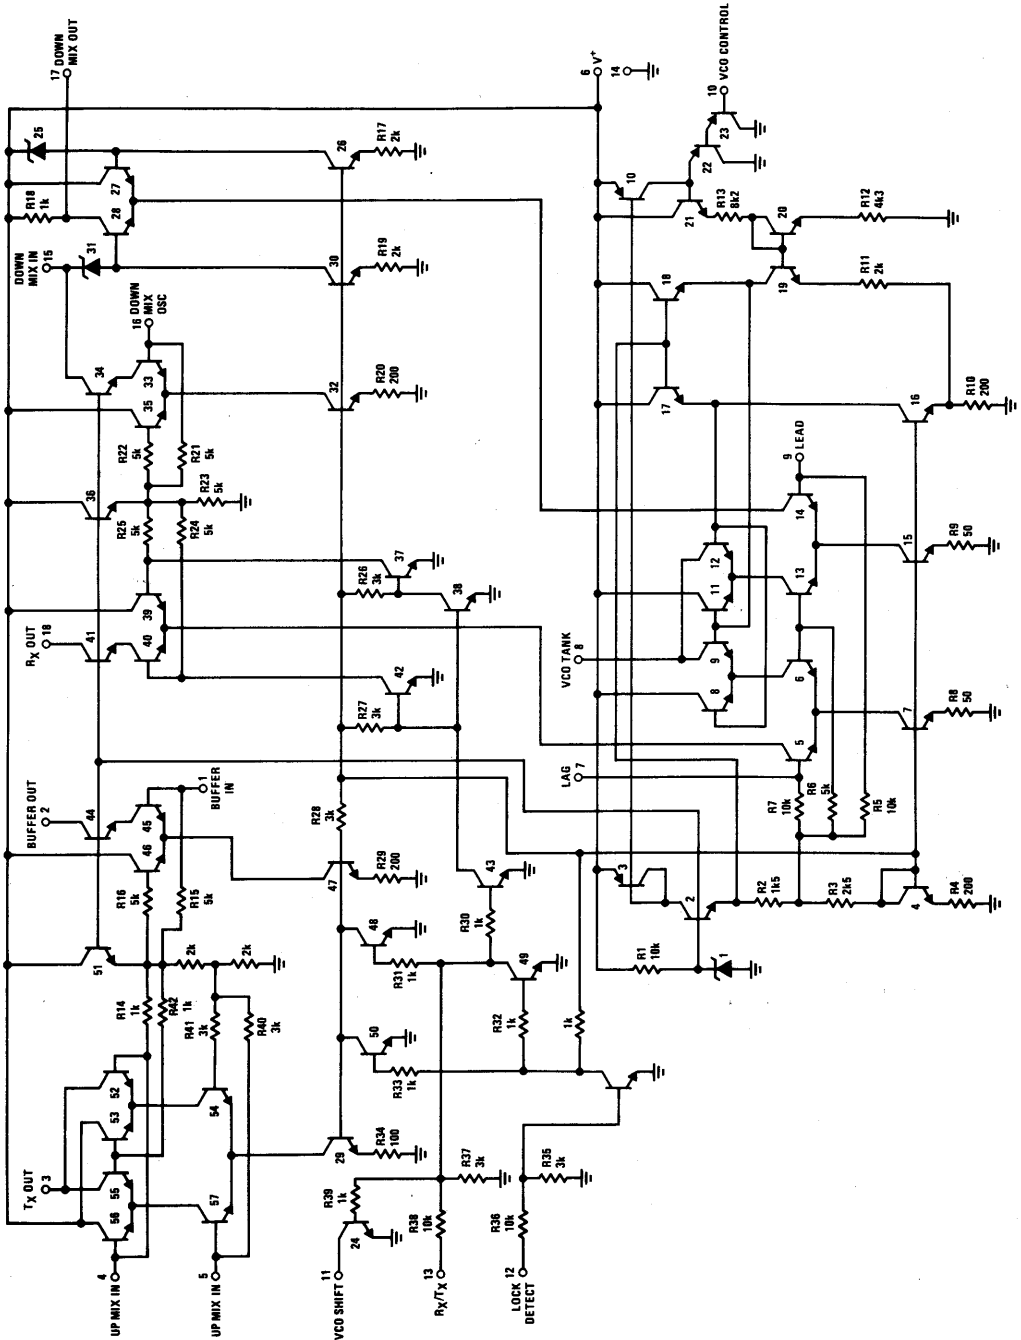 UP MIX IN
4
TX OUT
3
56
55
53
52
R14
1k
R42
1k
51
R16
5k
R15
5k
2k
2k
BUFFER OUT
2
44
46
45
1
BUFFER
IN
RX OUT
18
41
40
39
R25
5k
R24
5k
36
R23
5k
R22
5k
R21
5k
34
35
33
16 DOWN
MIX
OSC
DOWN
MIX IN
15
31
R18
1k
28
27
25
17 DOWN
MIX OUT
UP MIX IN
5
57
54
R41
3k
R40
3k
VCO SHIFT
11
24
R39
1k
29
R34
100
50
R33
1k
48
R31
1k
47
R29
200
R28
3k
R27
3k
42
R26
3k
37
38
32
R20
200
30
R19
2k
26
R17
2k
RX/TX
13
R38
10k
R37
3k
R32
1k
49
R30
1k
43
LOCK
DETECT
12
R36
10k
R35
3k
1k
R1
10k
1
2
3
R2
1k5
R3
2k5
4
R4
200
LAG
7
R7
10k
R6
5k
R5
10k
VCO TANK
8
5
6
7
R8
50
8
9
11
12
13
14
9 LEAD
15
R9
50
17
18
16
R10
200
19
R11
2k
20
R12
4k3
R13
8k2
21
10
22
23
10 VCO CONTROL
6 V+
14